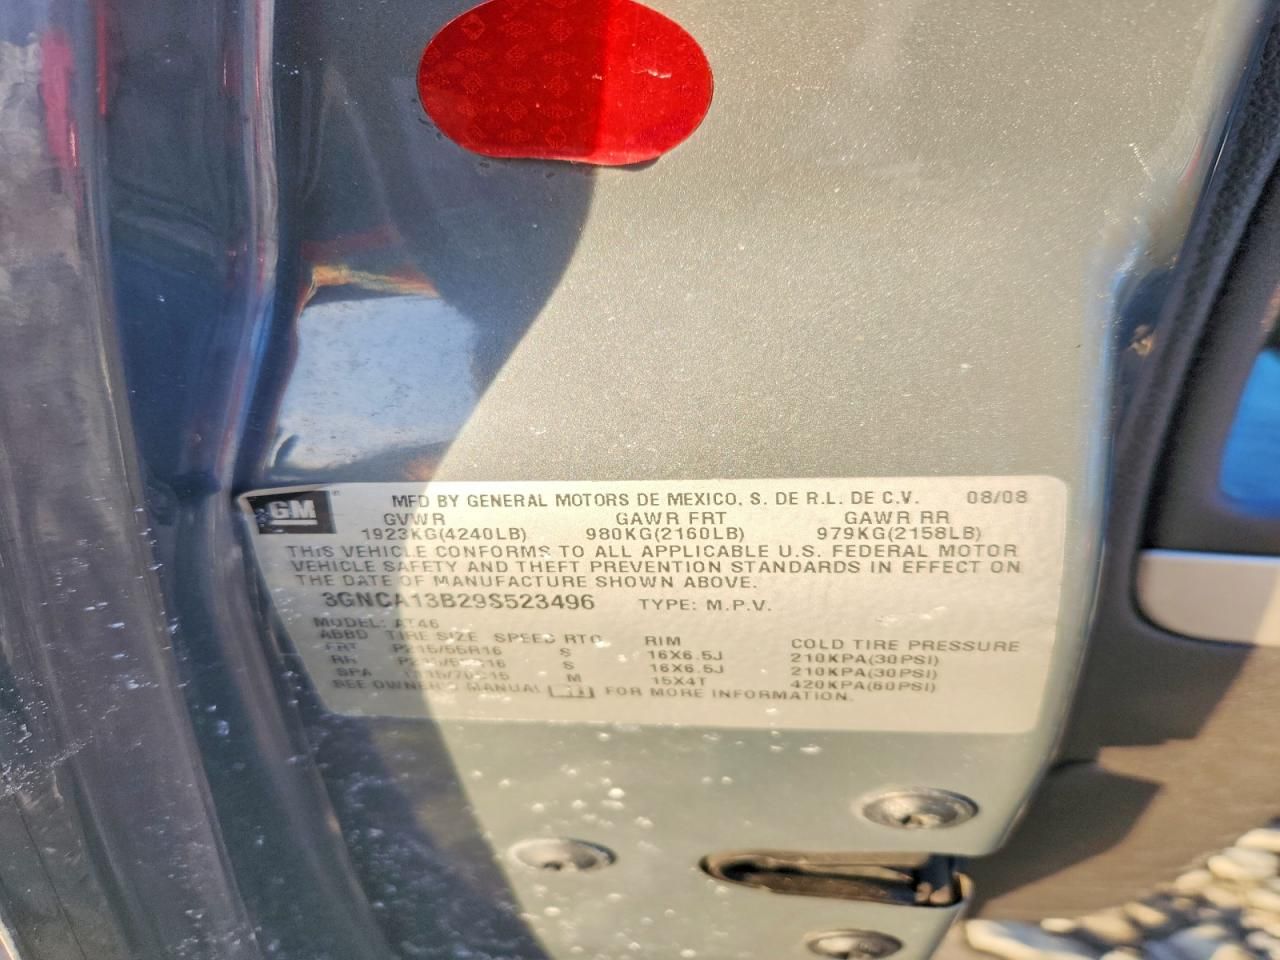 GM MFD BY GENERAL MOTORS DE MEXICO, S. DE R.L. DE C.V. 08/08
GVWR GAWR FRT GAWR RR
1923KG(4240LB) 980KG(2160LB) 979KG(2158LB)
THIS VEHICLE CONFORMS TO ALL APPLICABLE U.S. FEDERAL MOTOR
VEHICLE SAFETY AND THEFT PREVENTION STANDARDS IN EFFECT ON
THE DATE OF MANUFACTURE SHOWN ABOVE.
3GNCA13B29S523496 TYPE: M.P.V.
MODEL: AT46
ABBD TIRE SIZE SPEED RTG RIM COLD TIRE PRESSURE
FRT S 16X6.5J 210KPA(30PSI)
RR S 16X6.5J 210KPA(30PSI)
SPA M 15X4T 420KPA(60PSI)
SEE OWNER'S MANUAL FOR MORE INFORMATION.